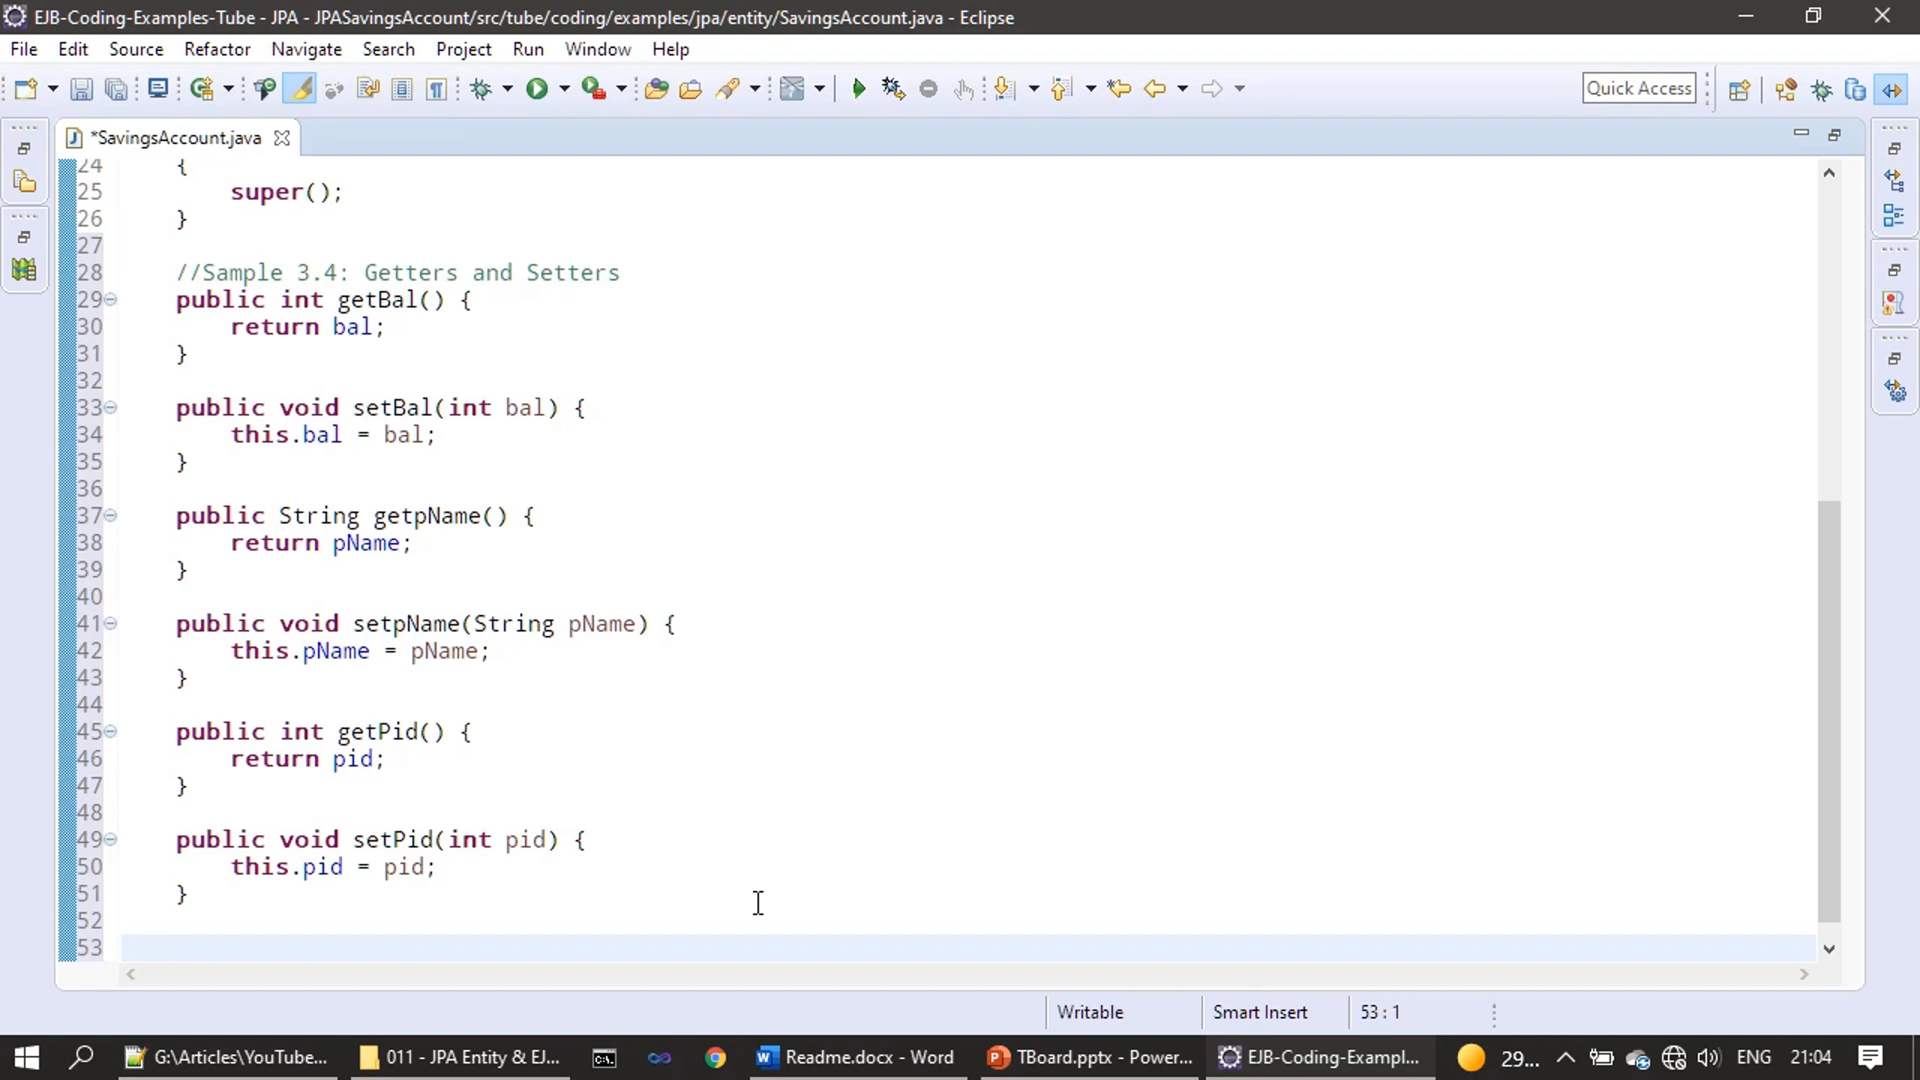 EJB-Coding-Examples-Tube - JPA - JPASavingsAccount/src/tube/coding/examples/jpa/entity/SavingsAccount.java - Eclipse
File Edit Source Refactor Navigate Search Project Run Window Help
Quick Access
*SavingsAccount.java
24 {
25 super();
26 }
27
28 //Sample 3.4: Getters and Setters
29 public int getBal() {
30 return bal;
31 }
32
33 public void setBal(int bal) {
34 this.bal = bal;
35 }
36
37 public String getpName() {
38 return pName;
39 }
40
41 public void setpName(String pName) {
42 this.pName = pName;
43 }
44
45 public int getPid() {
46 return pid;
47 }
48
49 public void setPid(int pid) {
50 this.pid = pid;
51 }
52
53
Writable Smart Insert 53 : 1
G:\Articles\YouTube... 011 - JPA Entity & EJ... Readme.docx - Word TBoard.pptx - Power... EJB-Coding-Exampl... 29... ENG 21:04